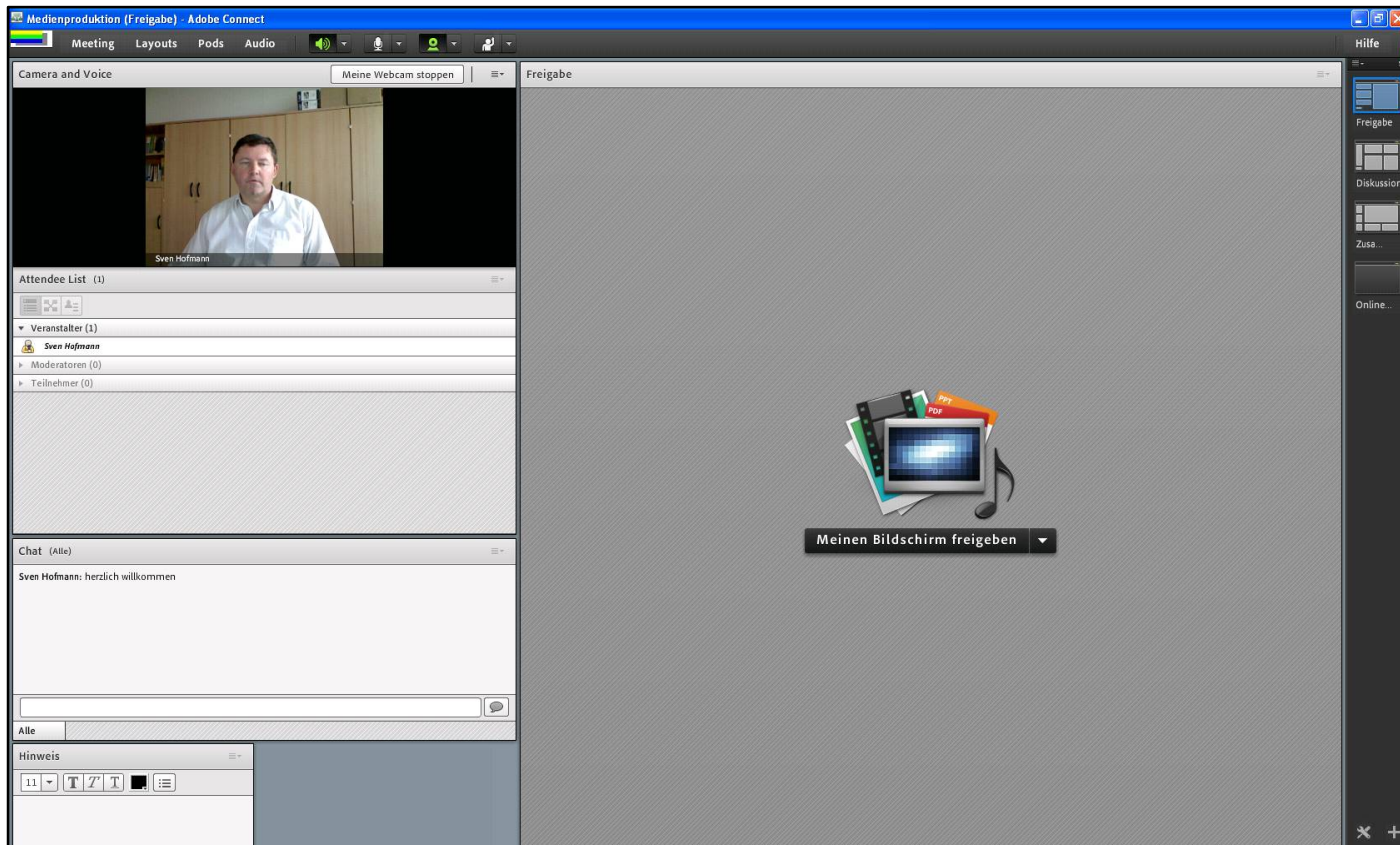 Medienproduktion (Freigabe) - Adobe Connect
Meeting Layouts Pods Audio
Hilfe
Camera and Voice
Meine Webcam stoppen
Sven Hofmann
Attendee List (1)
Veranstalter (1)
Sven Hofmann
Moderatoren (0)
Teilnehmer (0)
Chat (Alle)
Sven Hofmann: herzlich willkommen
Alle
Hinweis
11 T T T
Freigabe
PPT
PDF
Meinen Bildschirm freigeben
Freigabe
Diskussion
Zusa...
Online...